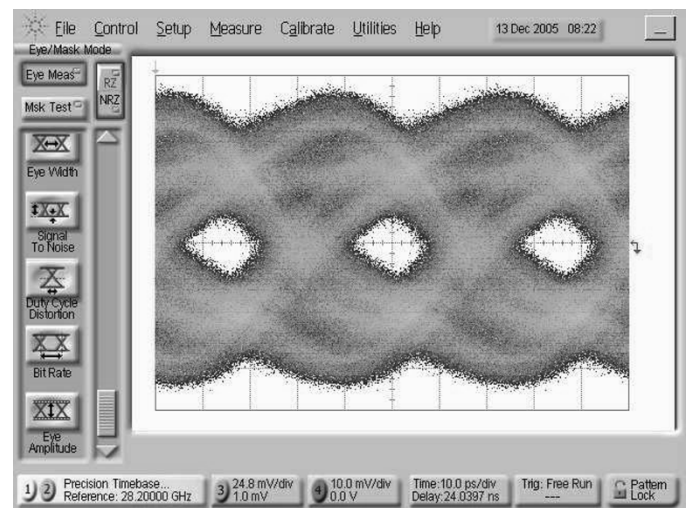 File Control Setup Measure Calibrate Utilities Help 13 Dec 2005 08:22
Eye/Mask Mode
Eye Meas
RZ
NRZ
Msk Test
Eye Width
Signal
To Noise
Duty Cycle
Distortion
Bit Rate
Eye
Amplitude
1 2 Precision Timebase...
Reference: 28.20000 GHz
3 24.8 mV/div
1.0 mV
4 10.0 mV/div
0.0 V
Time:10.0 ps/div
Delay:24.0397 ns
Trig: Free Run
---
Pattern
Lock